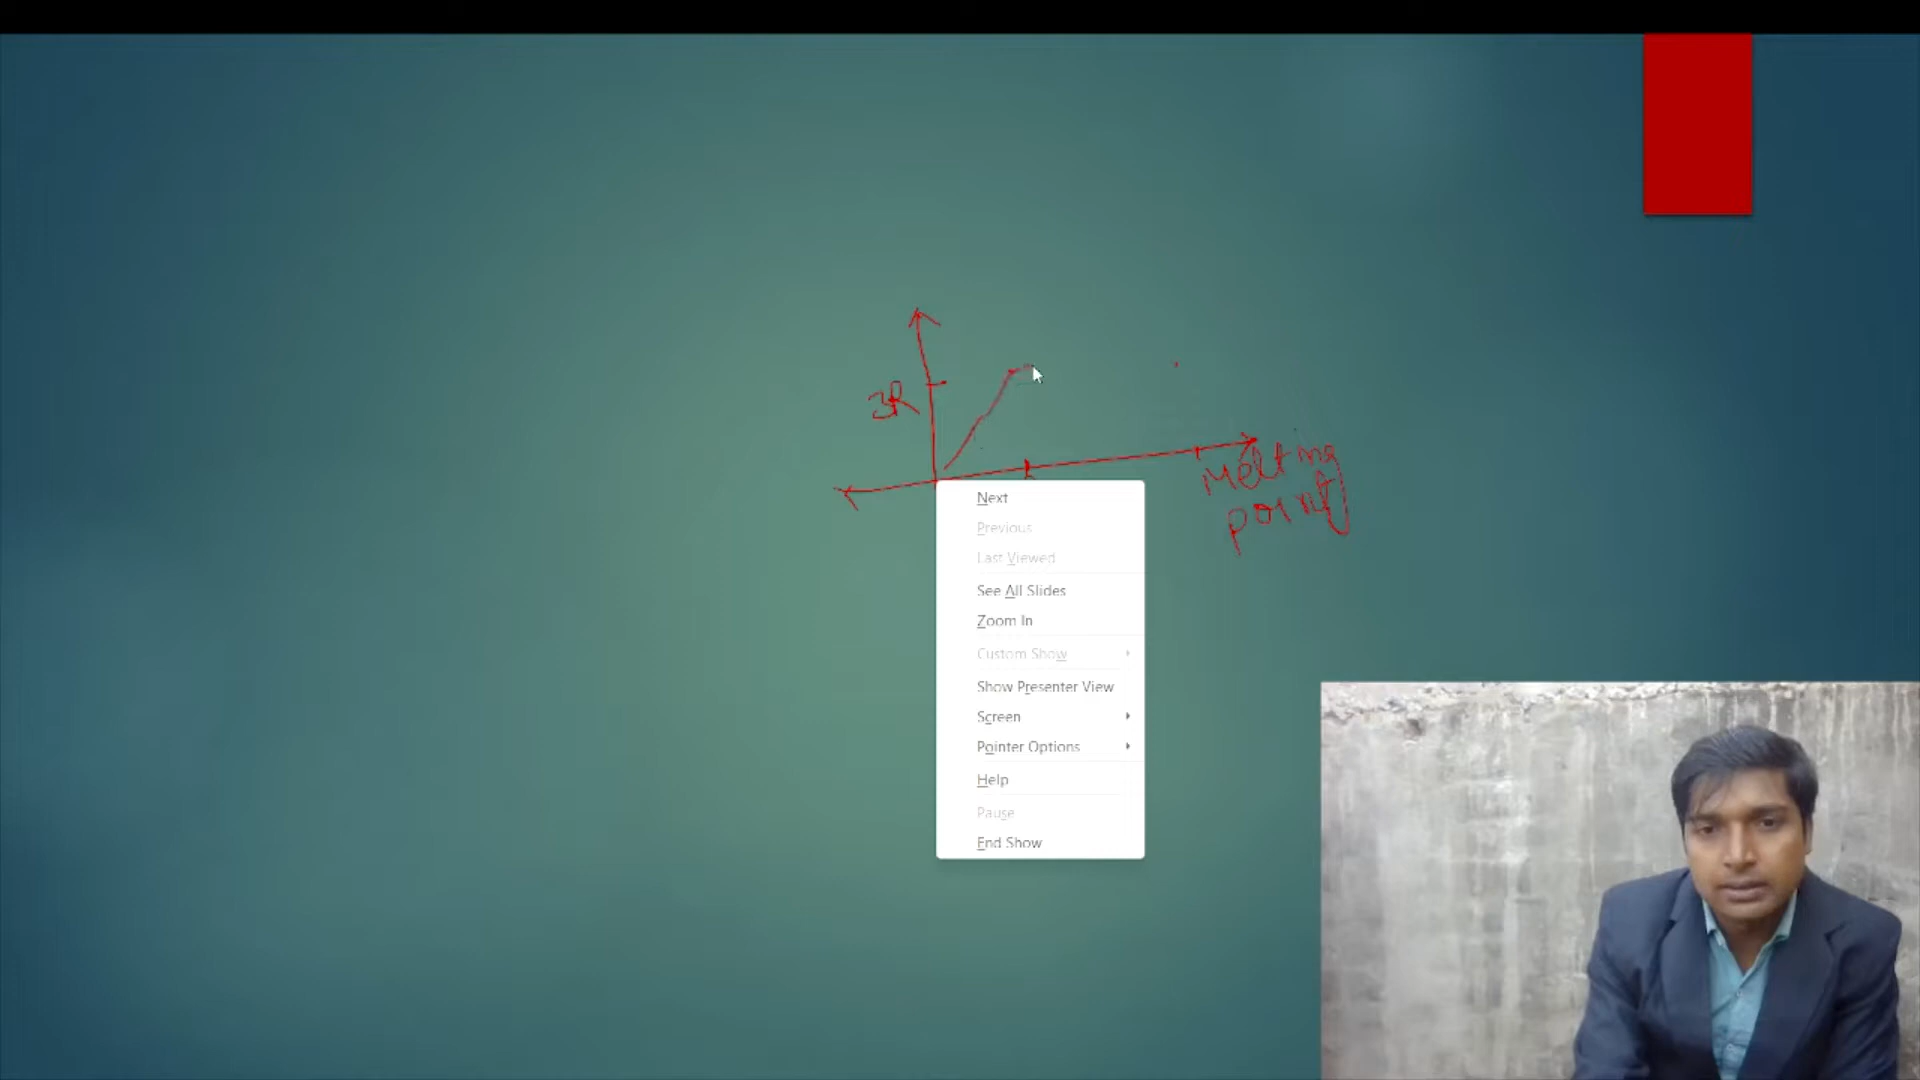 3R
Melting
point
Next
Previous
Last Viewed
See All Slides
Zoom In
Custom Show
Show Presenter View
Screen
Pointer Options
Help
Pause
End Show